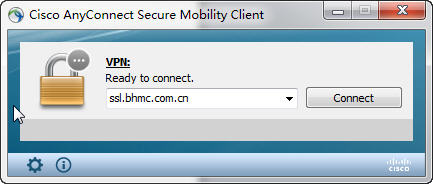 Cisco AnyConnect Secure Mobility Client
VPN:
Ready to connect.
ssl.bhmc.com.cn
Connect
CISCO